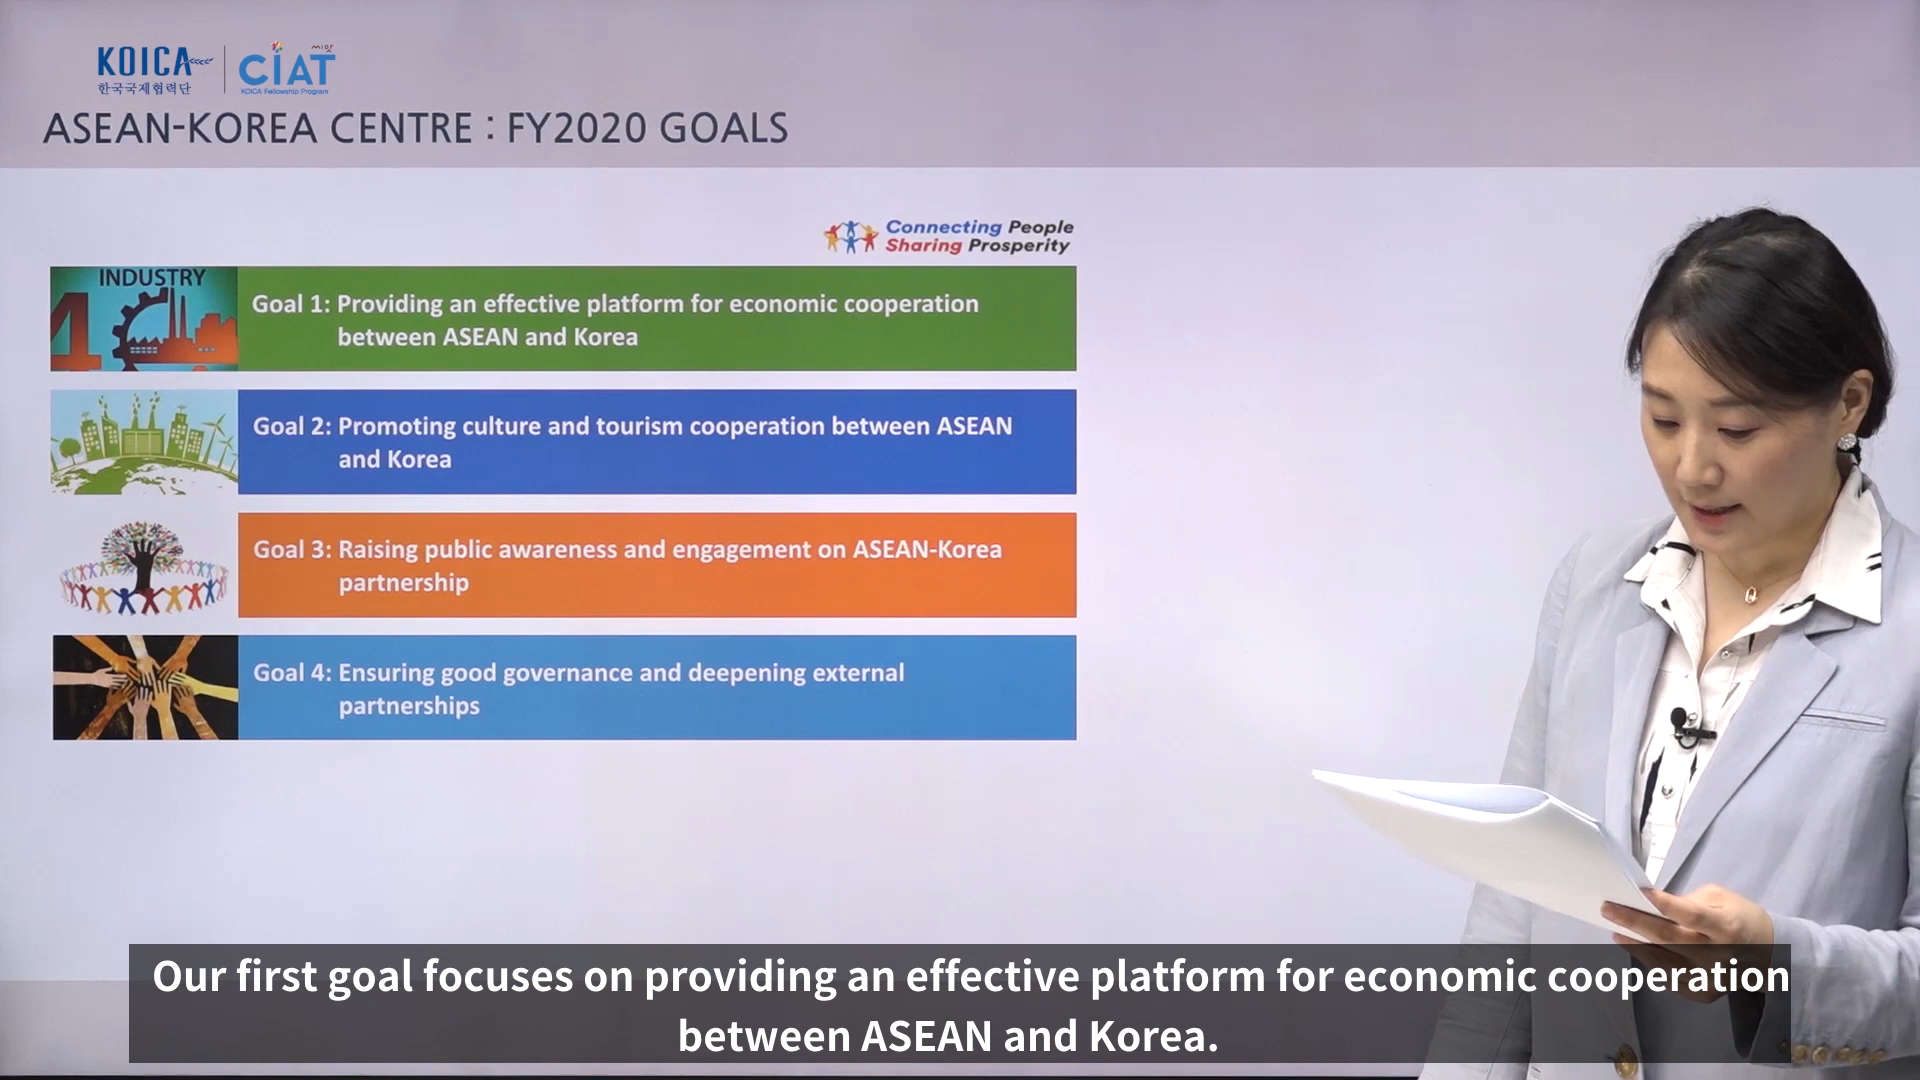 KOICA
한국국제협력단
CIAT
KOICA Fellowship Program
ASEAN-KOREA CENTRE : FY2020 GOALS
Connecting People
Sharing Prosperity
INDUSTRY
4
Goal 1: Providing an effective platform for economic cooperation
between ASEAN and Korea
Goal 2: Promoting culture and tourism cooperation between ASEAN
and Korea
Goal 3: Raising public awareness and engagement on ASEAN-Korea
partnership
Goal 4: Ensuring good governance and deepening external
partnerships
Our first goal focuses on providing an effective platform for economic cooperation
between ASEAN and Korea.